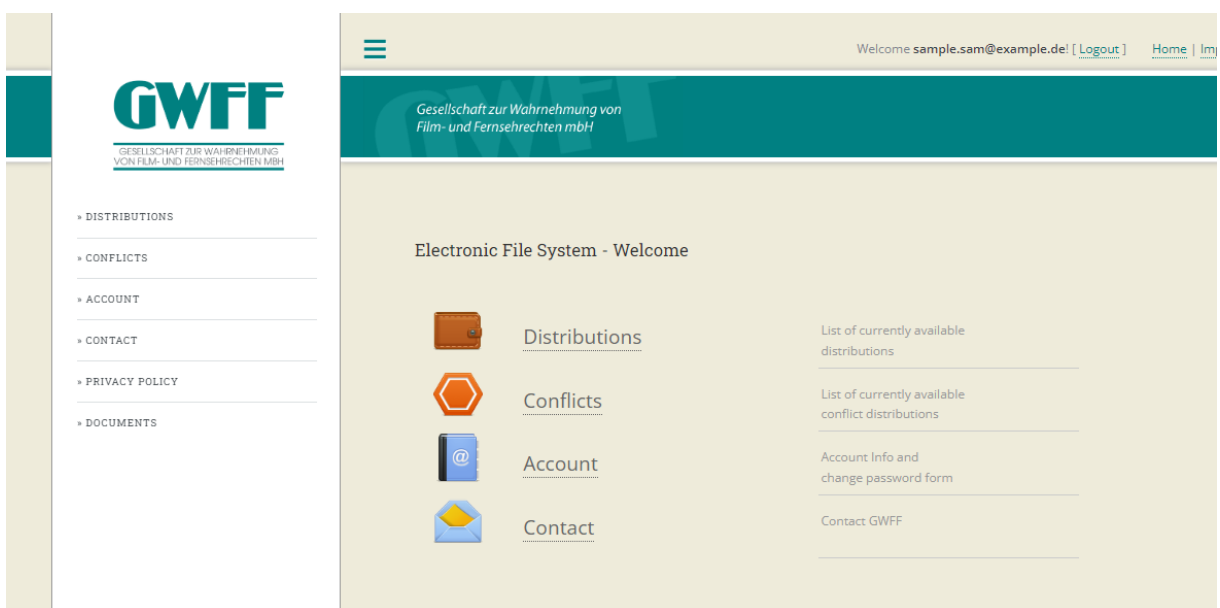 GWFF
GESELLSCHAFT ZUR WAHRNEHMUNG
VON FILM- UND FERNSEHRECHTEN MBH
» DISTRIBUTIONS
» CONFLICTS
» ACCOUNT
» CONTACT
» PRIVACY POLICY
» DOCUMENTS
Welcome sample.sam@example.de! [ Logout ] Home |
GWFF
Gesellschaft zur Wahrnehmung von
Film- und Fernsehrechten mbH
Electronic File System - Welcome
Distributions
List of currently available
distributions
Conflicts
List of currently available
conflict distributions
@
Account
Account Info and
change password form
Contact
Contact GWFF